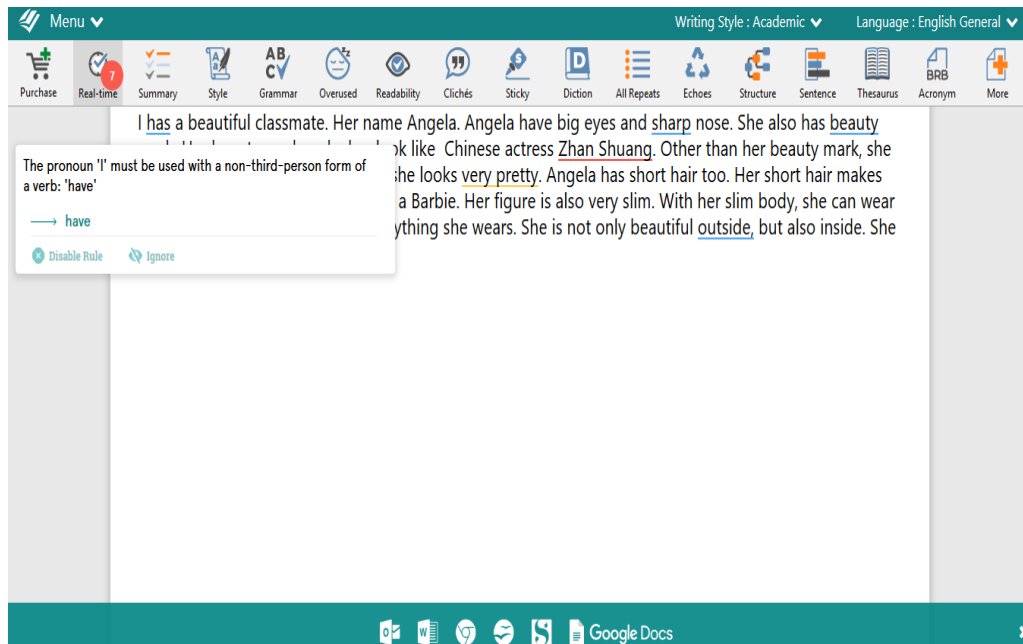 Menu Writing Style : Academic Language : English General
7
AB
C
D
BRB
Purchase Real-time Summary Style Grammar Overused Readability Clichés Sticky Diction All Repeats Echoes Structure Sentence Thesaurus Acronym More
I has a beautiful classmate. Her name Angela. Angela have big eyes and sharp nose. She also has beauty
ok like Chinese actress Zhan Shuang. Other than her beauty mark, she
she looks very pretty. Angela has short hair too. Her short hair makes
a Barbie. Her figure is also very slim. With her slim body, she can wear
ything she wears. She is not only beautiful outside, but also inside. She
The pronoun 'I' must be used with a non-third-person form of
a verb: 'have'
have
Disable Rule Ignore
Google Docs